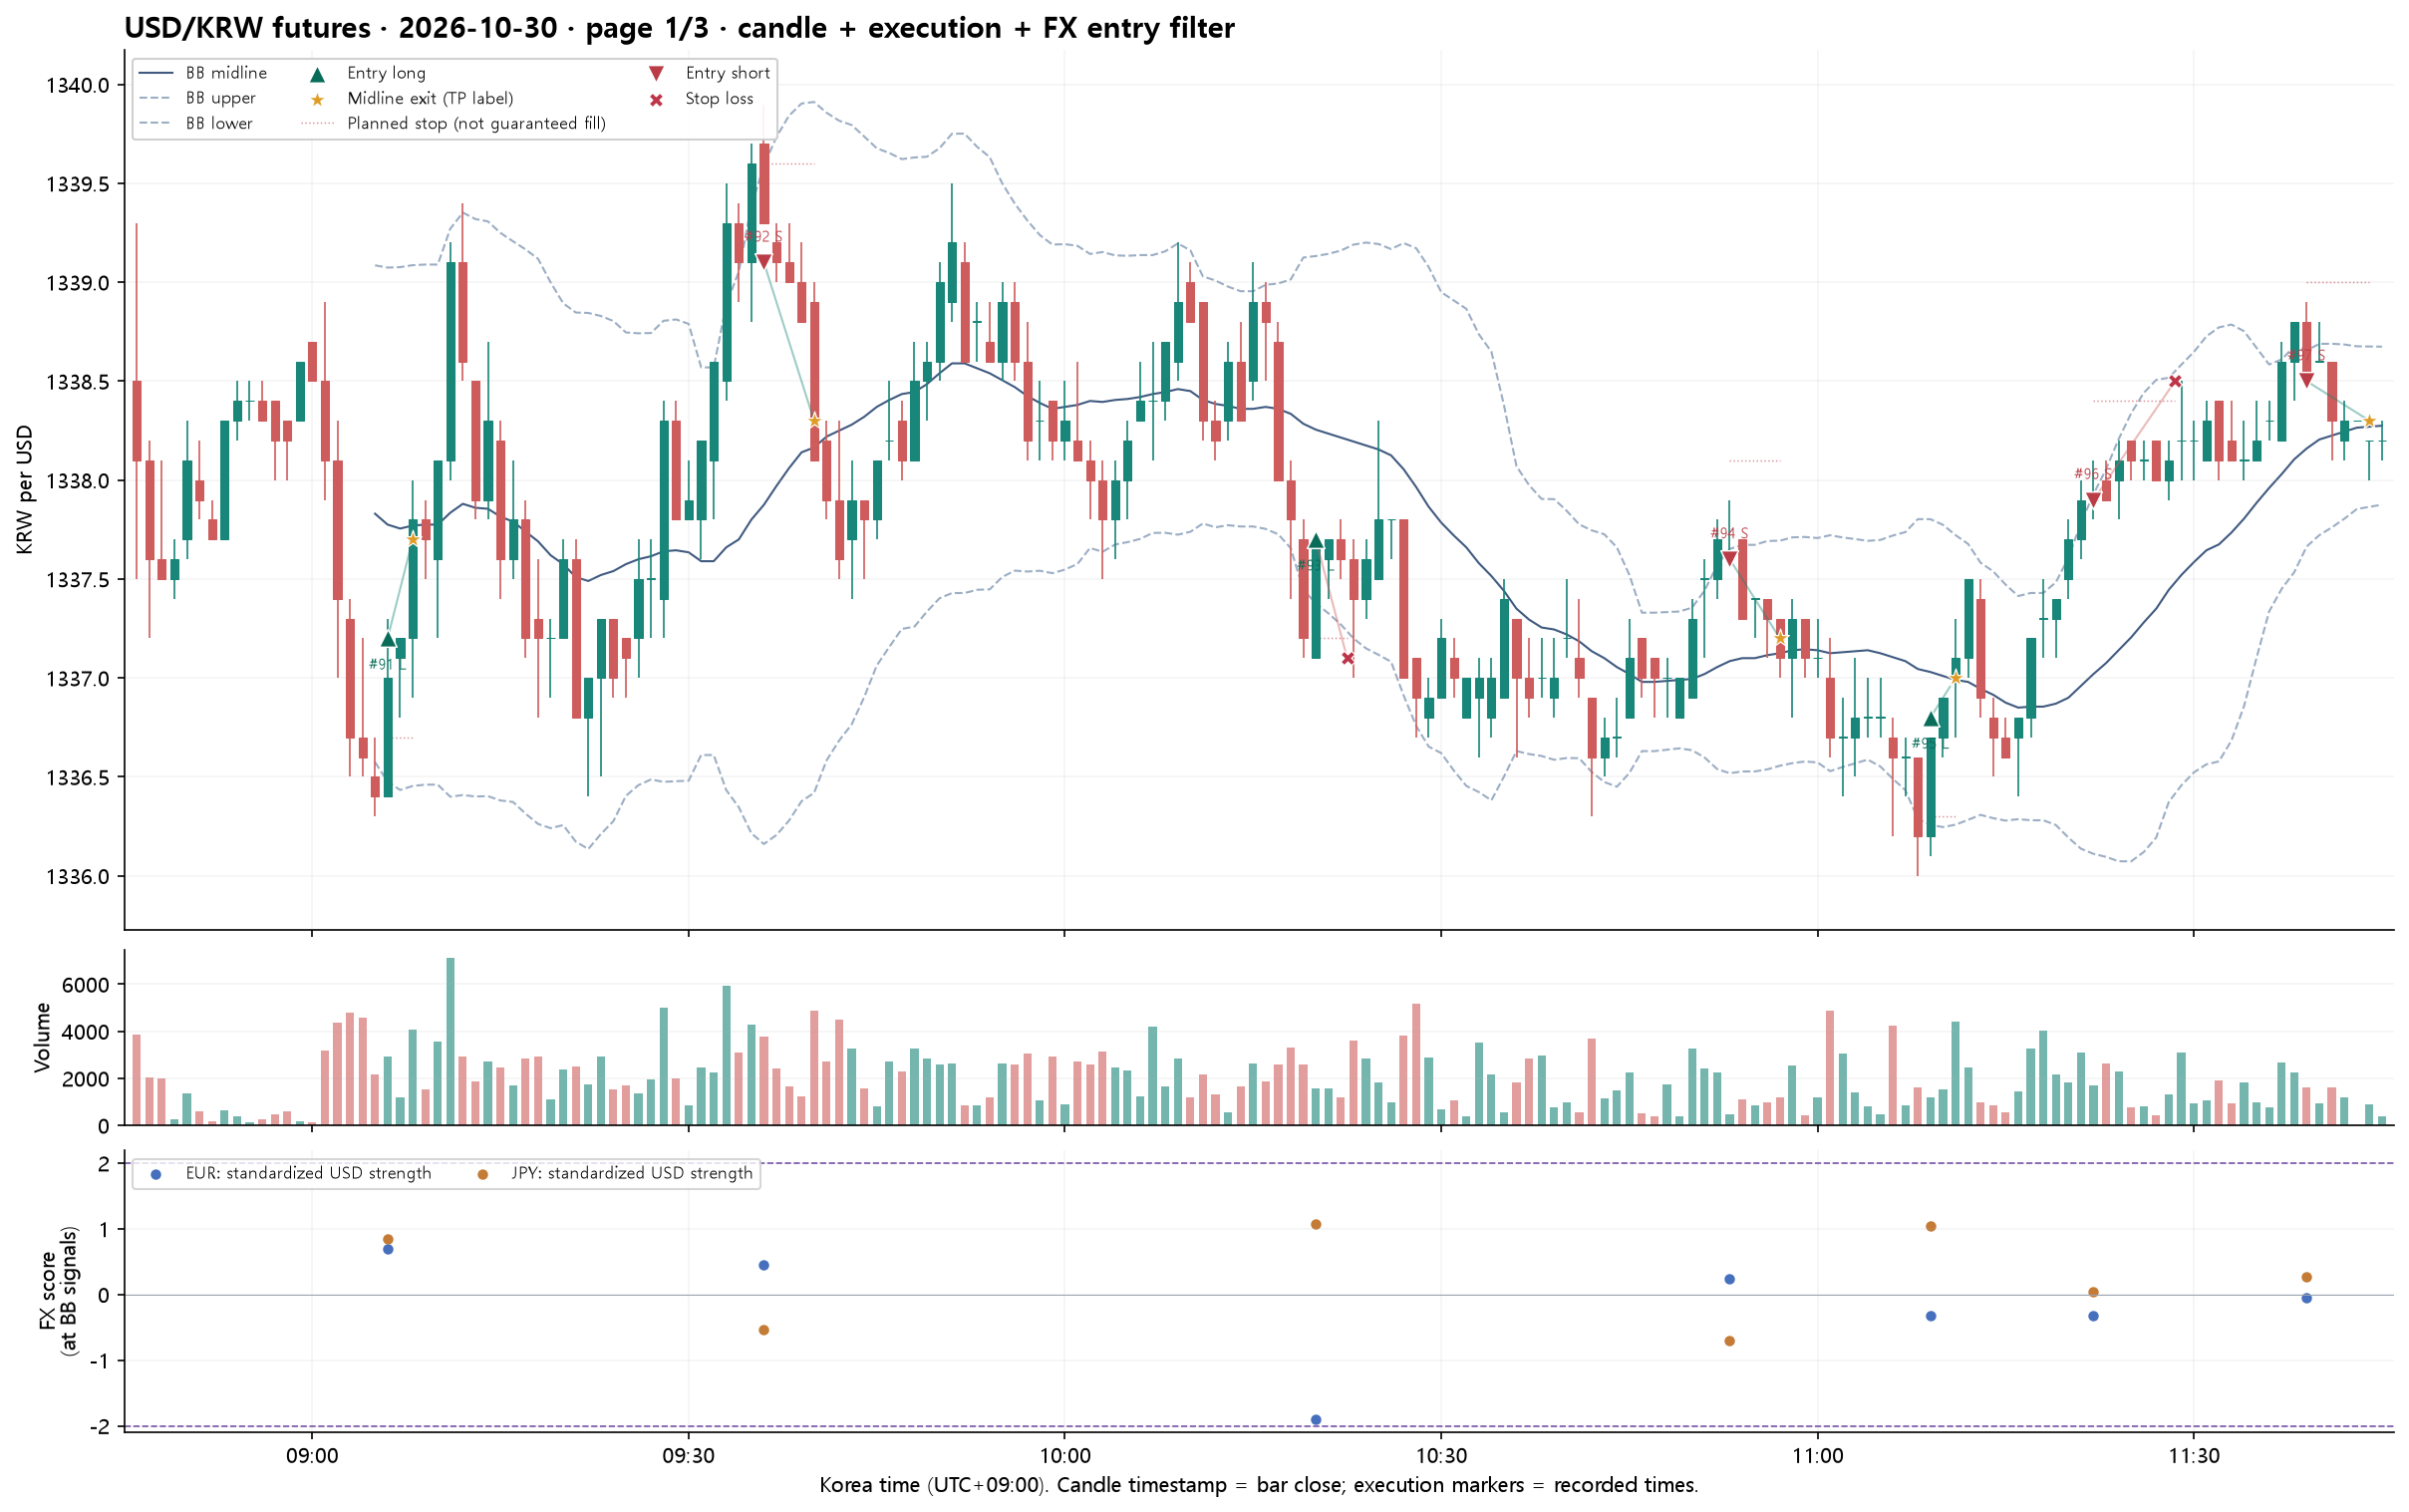 USD/KRW futures · 2026-10-30 · page 1/3 · candle + execution + FX entry filter
BB midline
BB upper
BB lower
Entry long
Midline exit (TP label)
Planned stop (not guaranteed fill)
Entry short
Stop loss
KRW per USD
1340.0
1339.5
1339.0
1338.5
1338.0
1337.5
1337.0
1336.5
1336.0
#91 L
#92 S
#94 S
#96 S
Volume
6000
4000
2000
0
FX score
(at BB signals)
EUR: standardized USD strength
JPY: standardized USD strength
2
1
0
-1
-2
09:00
09:30
10:00
10:30
11:00
11:30
Korea time (UTC+09:00). Candle timestamp = bar close; execution markers = recorded times.